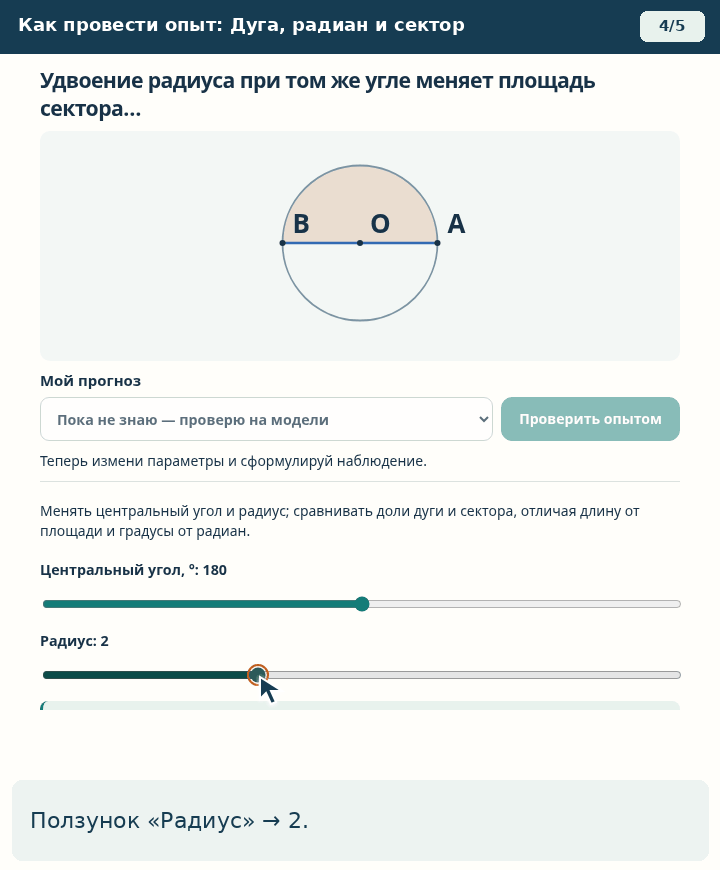 Как провести опыт: Дуга, радиан и сектор
4/5
Удвоение радиуса при том же угле меняет площадь
сектора…
B
O
A
Мой прогноз
Пока не знаю — проверю на модели
Проверить опытом
Теперь измени параметры и сформулируй наблюдение.
Менять центральный угол и радиус; сравнивать доли дуги и сектора, отличая длину от
площади и градусы от радиан.
Центральный угол, °: 180
Радиус: 2
Ползунок «Радиус» → 2.